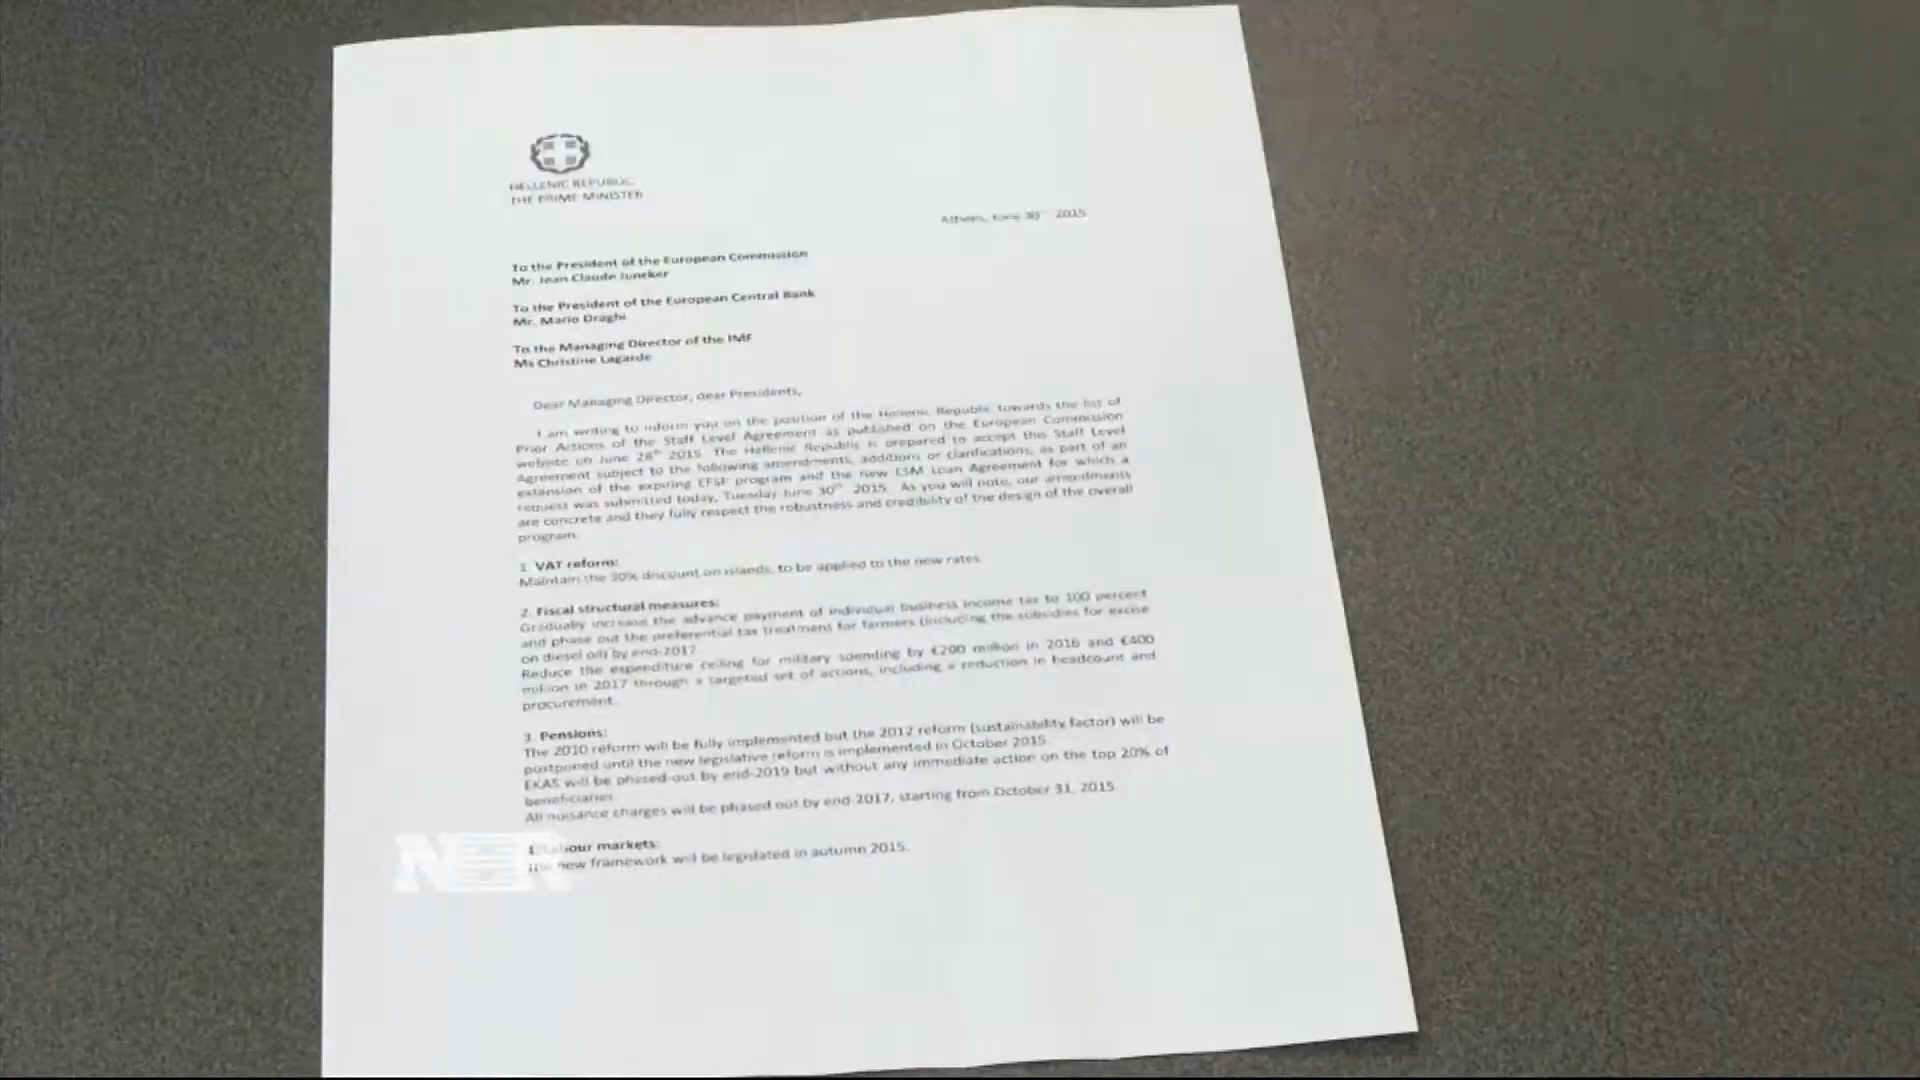 HELLENIC REPUBLIC
THE PRIME MINISTER
Athens, June 30th 2015
To the President of the European Commission
Mr. Jean Claude Juncker
To the President of the European Central Bank
Mr. Mario Draghi
To the Managing Director of the IMF
Ms Christine Lagarde
Dear Managing Director, dear Presidents,
I am writing to inform you on the position of the Hellenic Republic towards the list of
Prior Actions of the Staff Level Agreement as published on the European Commission
website on June 28th 2015. The Hellenic Republic is prepared to accept this Staff Level
Agreement subject to the following amendments, additions or clarifications, as part of an
extension of the expiring EFSF program and the new ESM Loan Agreement for which a
request was submitted today, Tuesday June 30th 2015. As you will note, our amendments
are concrete and they fully respect the robustness and credibility of the design of the overall
program.
1. VAT reform:
Maintain the 30% discount on islands, to be applied to the new rates.
2. Fiscal structural measures:
Gradually increase the advance payment of individual business income tax to 100 percent
and phase out the preferential tax treatment for farmers (including the subsidies for excise
on diesel oil) by end-2017.
Reduce the expenditure ceiling for military spending by €200 million in 2016 and €400
million in 2017 through a targeted set of actions, including a reduction in headcount and
procurement.
3. Pensions:
The 2010 reform will be fully implemented but the 2012 reform (sustainability factor) will be
postponed until the new legislative reform is implemented in October 2015.
EKAS will be phased-out by end-2019 but without any immediate action on the top 20% of
beneficiaries.
All nuisance charges will be phased out by end-2017, starting from October 31, 2015.
4. Labour markets:
The new framework will be legislated in autumn 2015.